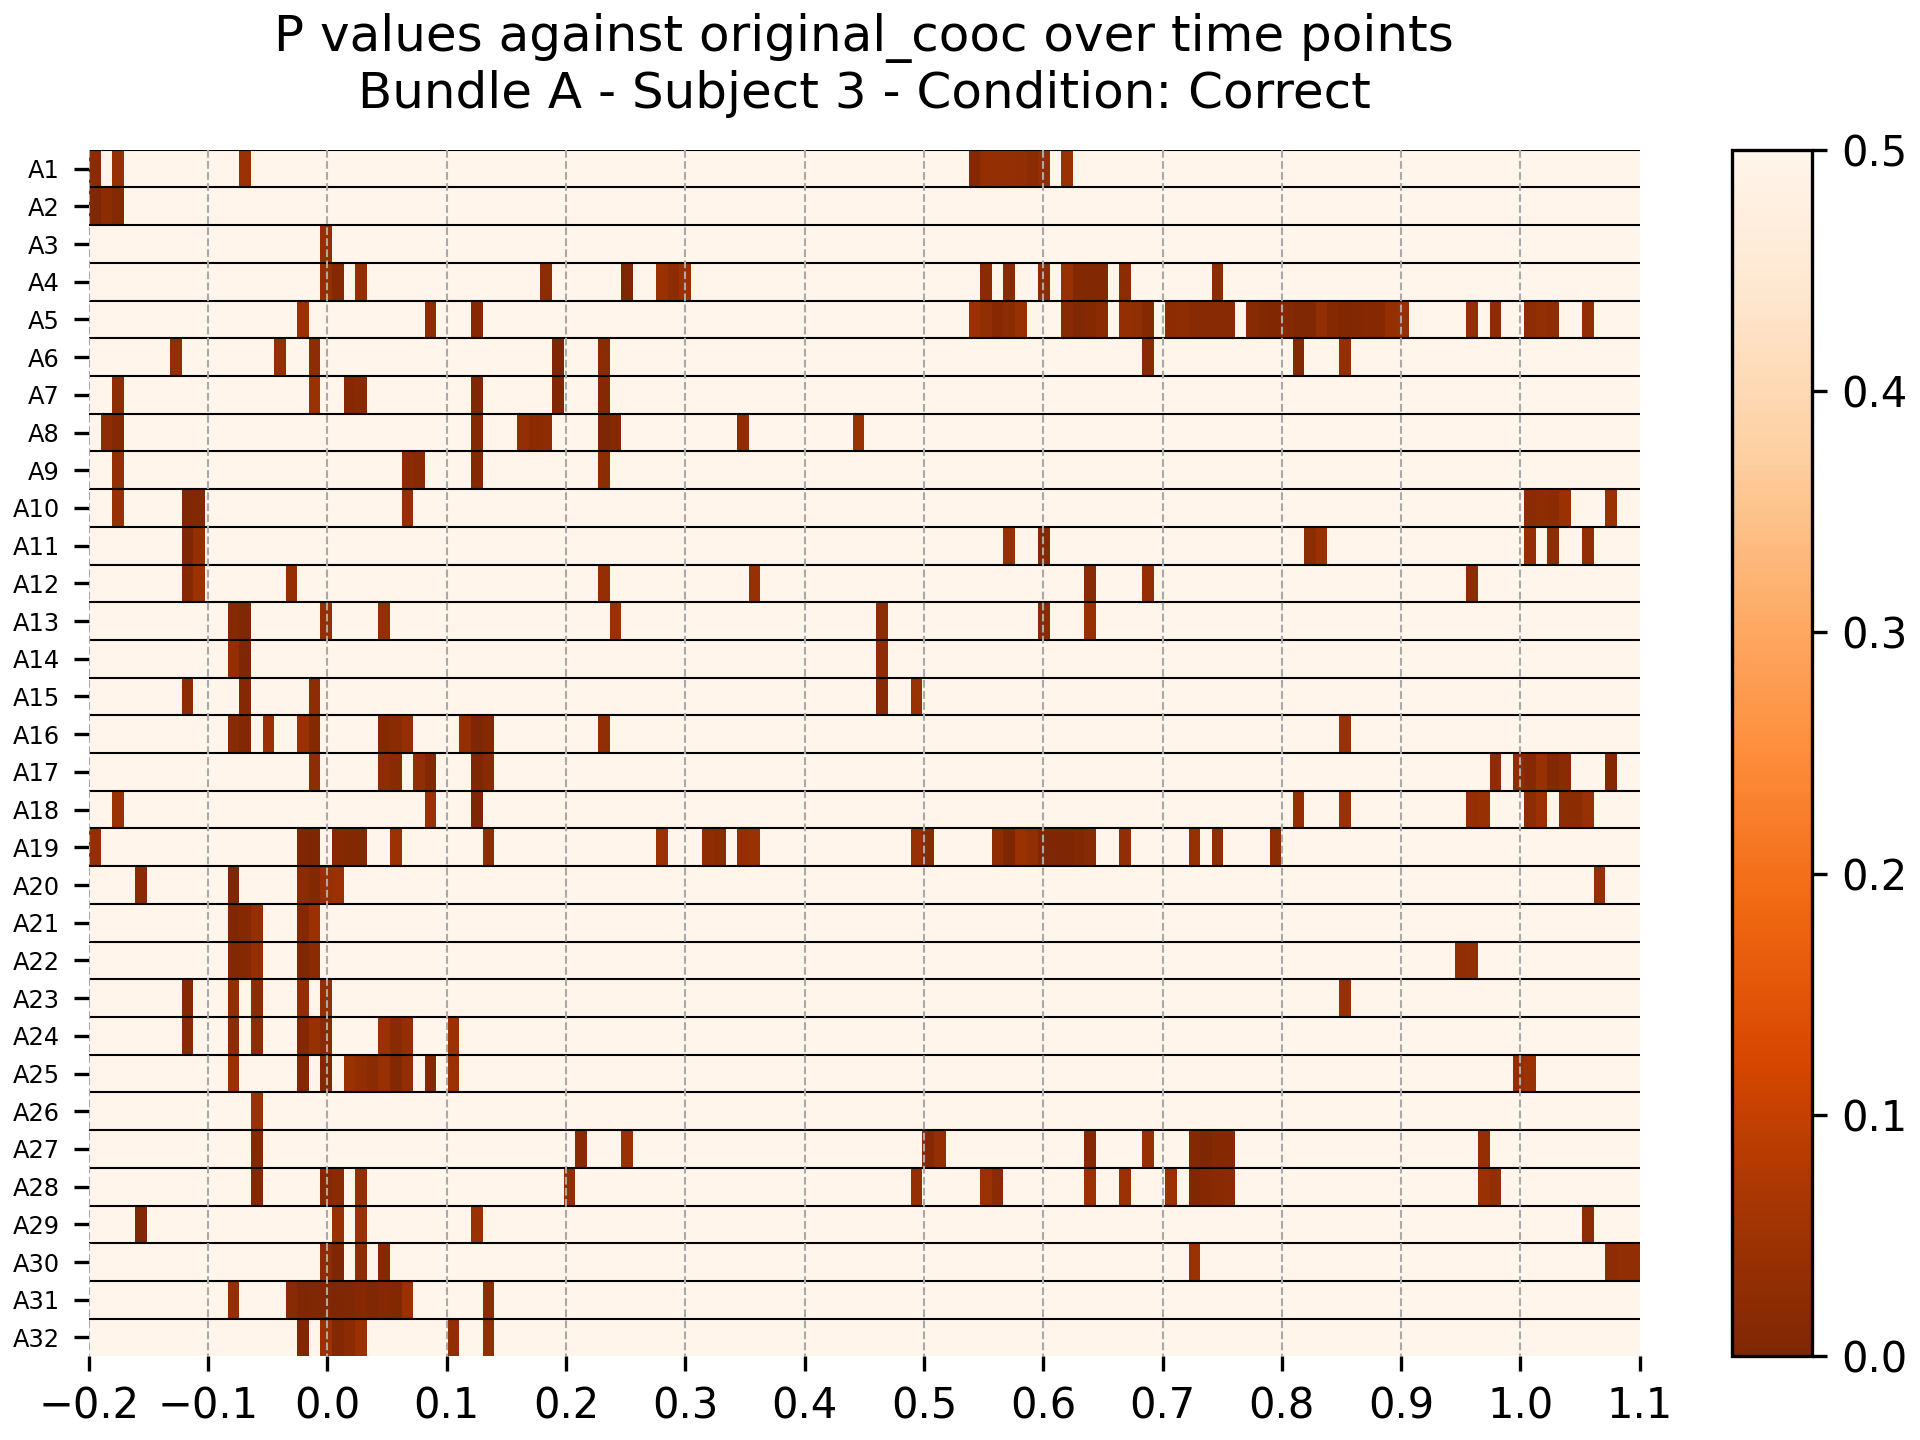 P values against original_cooc over time points
Bundle A - Subject 3 - Condition: Correct
A1
A2
A3
A4
A5
A6
A7
A8
A9
A10
A11
A12
A13
A14
A15
A16
A17
A18
A19
A20
A21
A22
A23
A24
A25
A26
A27
A28
A29
A30
A31
A32
−0.2 −0.1 0.0 0.1 0.2 0.3 0.4 0.5 0.6 0.7 0.8 0.9 1.0 1.1
0.5
0.4
0.3
0.2
0.1
0.0